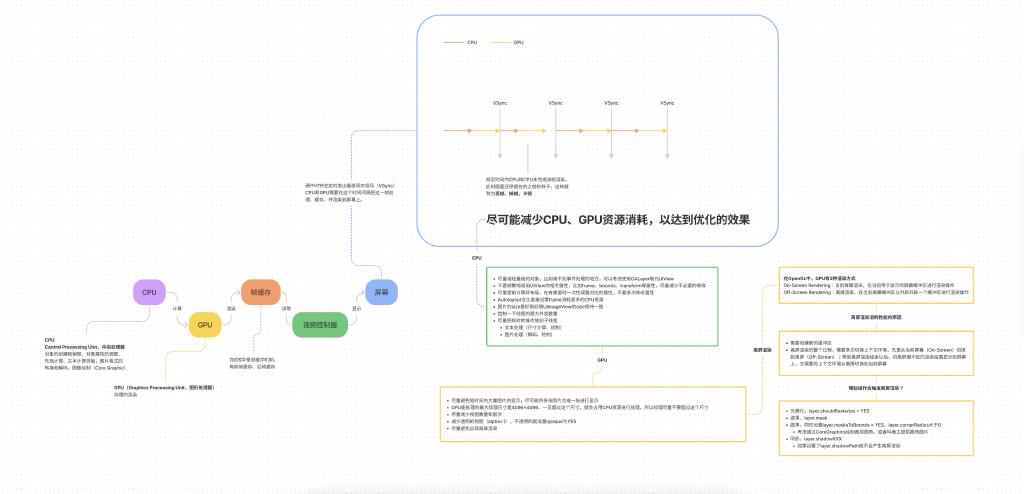 CPU
GPU
VSync
VSync
VSync
VSync
规定时间内CPU和GPU未完成该帧渲染，
此时画面还停留在的之前的样子，这样就
称为丢帧、掉帧、卡顿
尽可能减少CPU、GPU资源消耗，以达到优化的效果
硬件时钟会定时发出垂直同步信号（VSync）
CPU和GPU需要在这个时间间隔把这一帧处
理、缓存、并渲染到屏幕上。
CPU
计算
GPU
渲染
帧缓存
读取
视频控制器
显示
屏幕
在iOS中是双缓冲机制，
有前帧缓存、后帧缓存
CPU
Central Processing Unit，中央处理器
对象的创建和销毁、对象属性的调整、
布局计算、文本计算排版、图片格式的
转换和解码、图像绘制（Core Graphic）
GPU（Graphics Processing Unit，图形处理器）
纹理的渲染
CPU
尽量用轻量级的对象，比如用不到事件处理的地方，可以考虑使用CALayer取代UIView
不要频繁地调用UIView的相关属性，比如frame、bounds、transform等属性，尽量减少不必要的修改
尽量提前计算好布局，在有需要时一次性调整对应的属性，不要多次修改属性
Autolayout会比直接设置frame消耗更多的CPU资源
图片的size最好刚好跟UIImageView的size保持一致
控制一下线程的最大并发数量
尽量把耗时的操作放到子线程
文本处理（尺寸计算、绘制）
图片处理（解码、绘制）
GPU
尽量避免短时间内大量图片的显示，尽可能将多张图片合成一张进行显示
GPU能处理的最大纹理尺寸是4096x4096，一旦超过这个尺寸，就会占用CPU资源进行处理，所以纹理尽量不要超过这个尺寸
尽量减少视图数量和层次
减少透明的视图（alpha<1），不透明的就设置opaque为YES
尽量避免出现离屏渲染
离屏渲染
在OpenGL中，GPU有2种渲染方式
On-Screen Rendering：当前屏幕渲染，在当前用于显示的屏幕缓冲区进行渲染操作
Off-Screen Rendering：离屏渲染，在当前屏幕缓冲区以外新开辟一个缓冲区进行渲染操作
离屏渲染消耗性能的原因
需要创建新的缓冲区
离屏渲染的整个过程，需要多次切换上下文环境，先是从当前屏幕（On-Screen）切换
到离屏（Off-Screen）；等到离屏渲染结束以后，将离屏缓冲区的渲染结果显示到屏幕
上，又需要将上下文环境从离屏切换到当前屏幕
哪些操作会触发离屏渲染？
光栅化，layer.shouldRasterize = YES
遮罩，layer.mask
圆角，同时设置layer.masksToBounds = YES、layer.cornerRadius大于0
考虑通过CoreGraphics绘制裁剪圆角，或者叫美工提供圆角图片
阴影，layer.shadowXXX
如果设置了layer.shadowPath就不会产生离屏渲染